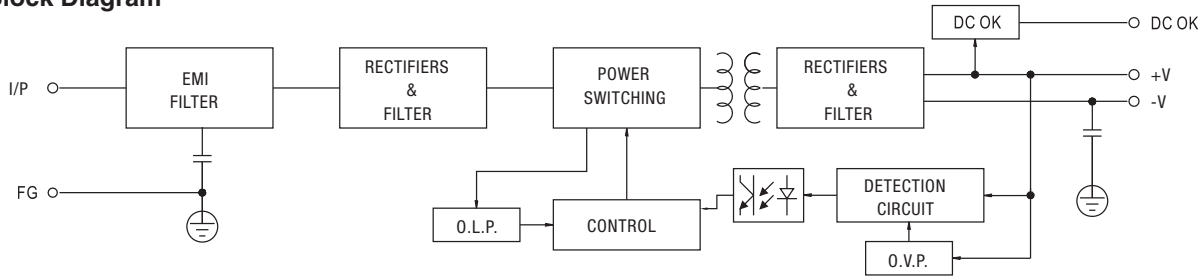 Block Diagram
DC OK
DC OK
I/P
EMI
FILTER
RECTIFIERS
&
FILTER
POWER
SWITCHING
RECTIFIERS
&
FILTER
+V
-V
FG
O.L.P.
CONTROL
DETECTION
CIRCUIT
O.V.P.